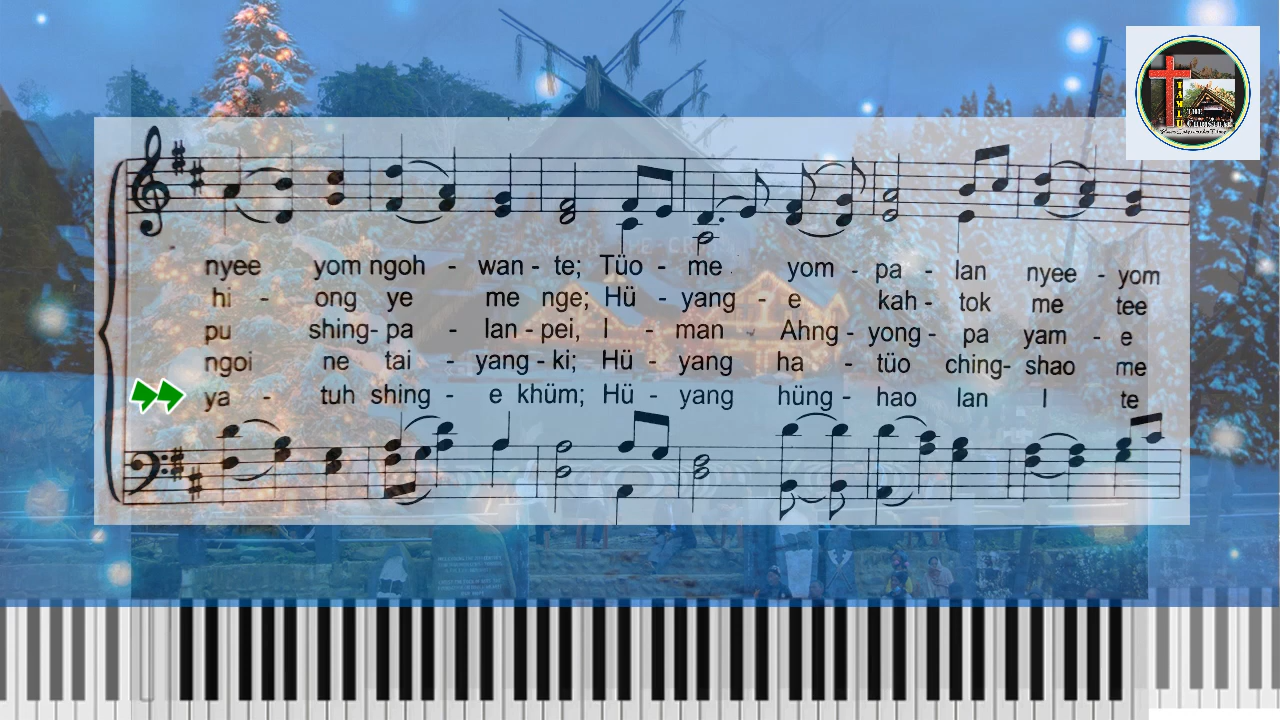 nyee yom ngoh - wan - te; Tüo - me yom - pa - lan nyee - yom
hi - ong ye me nge; Hü - yang - e kah - tok me tee
pu shing- pa - lan - pei, I - man Ahng - yong - pa yam - e
ngoi ne tai - yang - ki; Hü - yang ha - tüo ching- shao me
ya - tuh shing - e khüm; Hü - yang hüng - hao lan I te